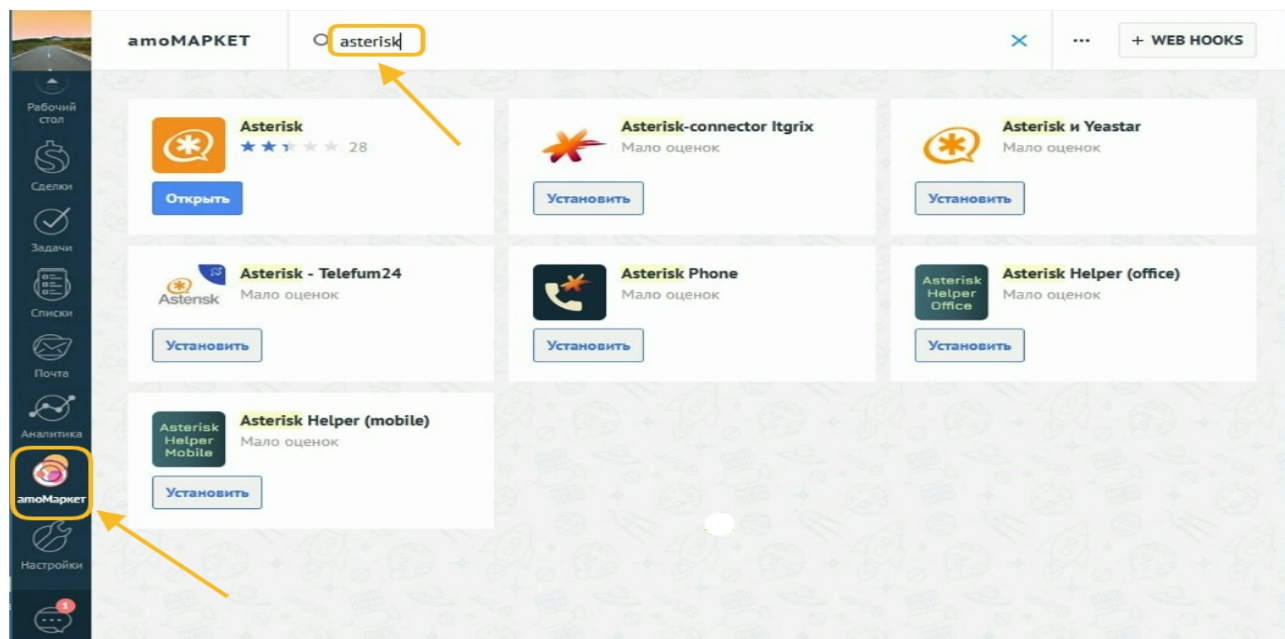 amoМАРКЕТ
asterisk
+ WEB HOOKS
Рабочий
стол
Сделки
Задачи
Списки
Почта
Аналитика
amoМаркет
Настройки
1
Asterisk
28
Открыть
Asterisk-connector Itgrix
Мало оценок
Установить
Asterisk и Yeastar
Мало оценок
Установить
Asterisk
Asterisk - Telefum24
Мало оценок
Установить
Asterisk Phone
Мало оценок
Установить
Asterisk
Helper
Office
Asterisk Helper (office)
Мало оценок
Установить
Asterisk
Helper
Mobile
Asterisk Helper (mobile)
Мало оценок
Установить